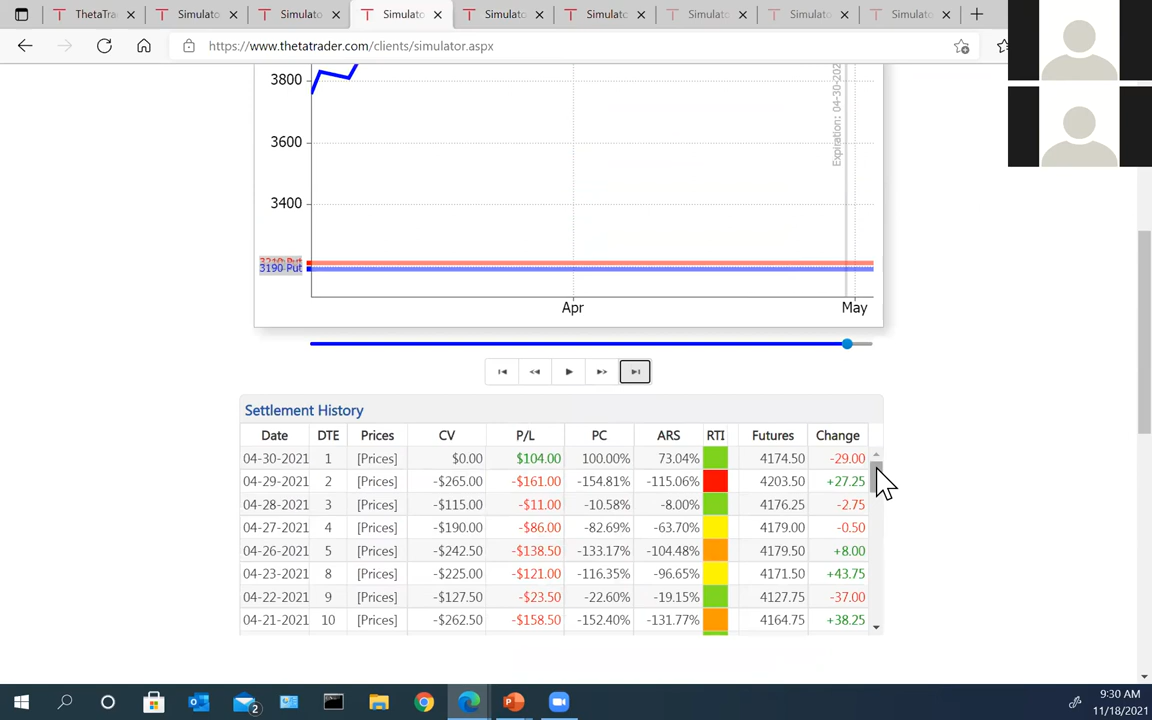 ThetaTra
Simulato
Simulato
Simulato
Simulato
Simulato
Simulato
Simulato
Simulato
https://www.thetatrader.com/clients/simulator.aspx
3800
3600
3400
Expiration: 04-30-202
3210 Put
3190 Put
Apr
May
Settlement History
Date DTE Prices CV P/L PC ARS RTI Futures Change
04-30-2021 1 [Prices] $0.00 $104.00 100.00% 73.04% 4174.50 -29.00
04-29-2021 2 [Prices] -$265.00 -$161.00 -154.81% -115.06% 4203.50 +27.25
04-28-2021 3 [Prices] -$115.00 -$11.00 -10.58% -8.00% 4176.25 -2.75
04-27-2021 4 [Prices] -$190.00 -$86.00 -82.69% -63.70% 4179.00 -0.50
04-26-2021 5 [Prices] -$242.50 -$138.50 -133.17% -104.48% 4179.50 +8.00
04-23-2021 8 [Prices] -$225.00 -$121.00 -116.35% -96.65% 4171.50 +43.75
04-22-2021 9 [Prices] -$127.50 -$23.50 -22.60% -19.15% 4127.75 -37.00
04-21-2021 10 [Prices] -$262.50 -$158.50 -152.40% -131.77% 4164.75 +38.25
2
9:30 AM
11/18/2021